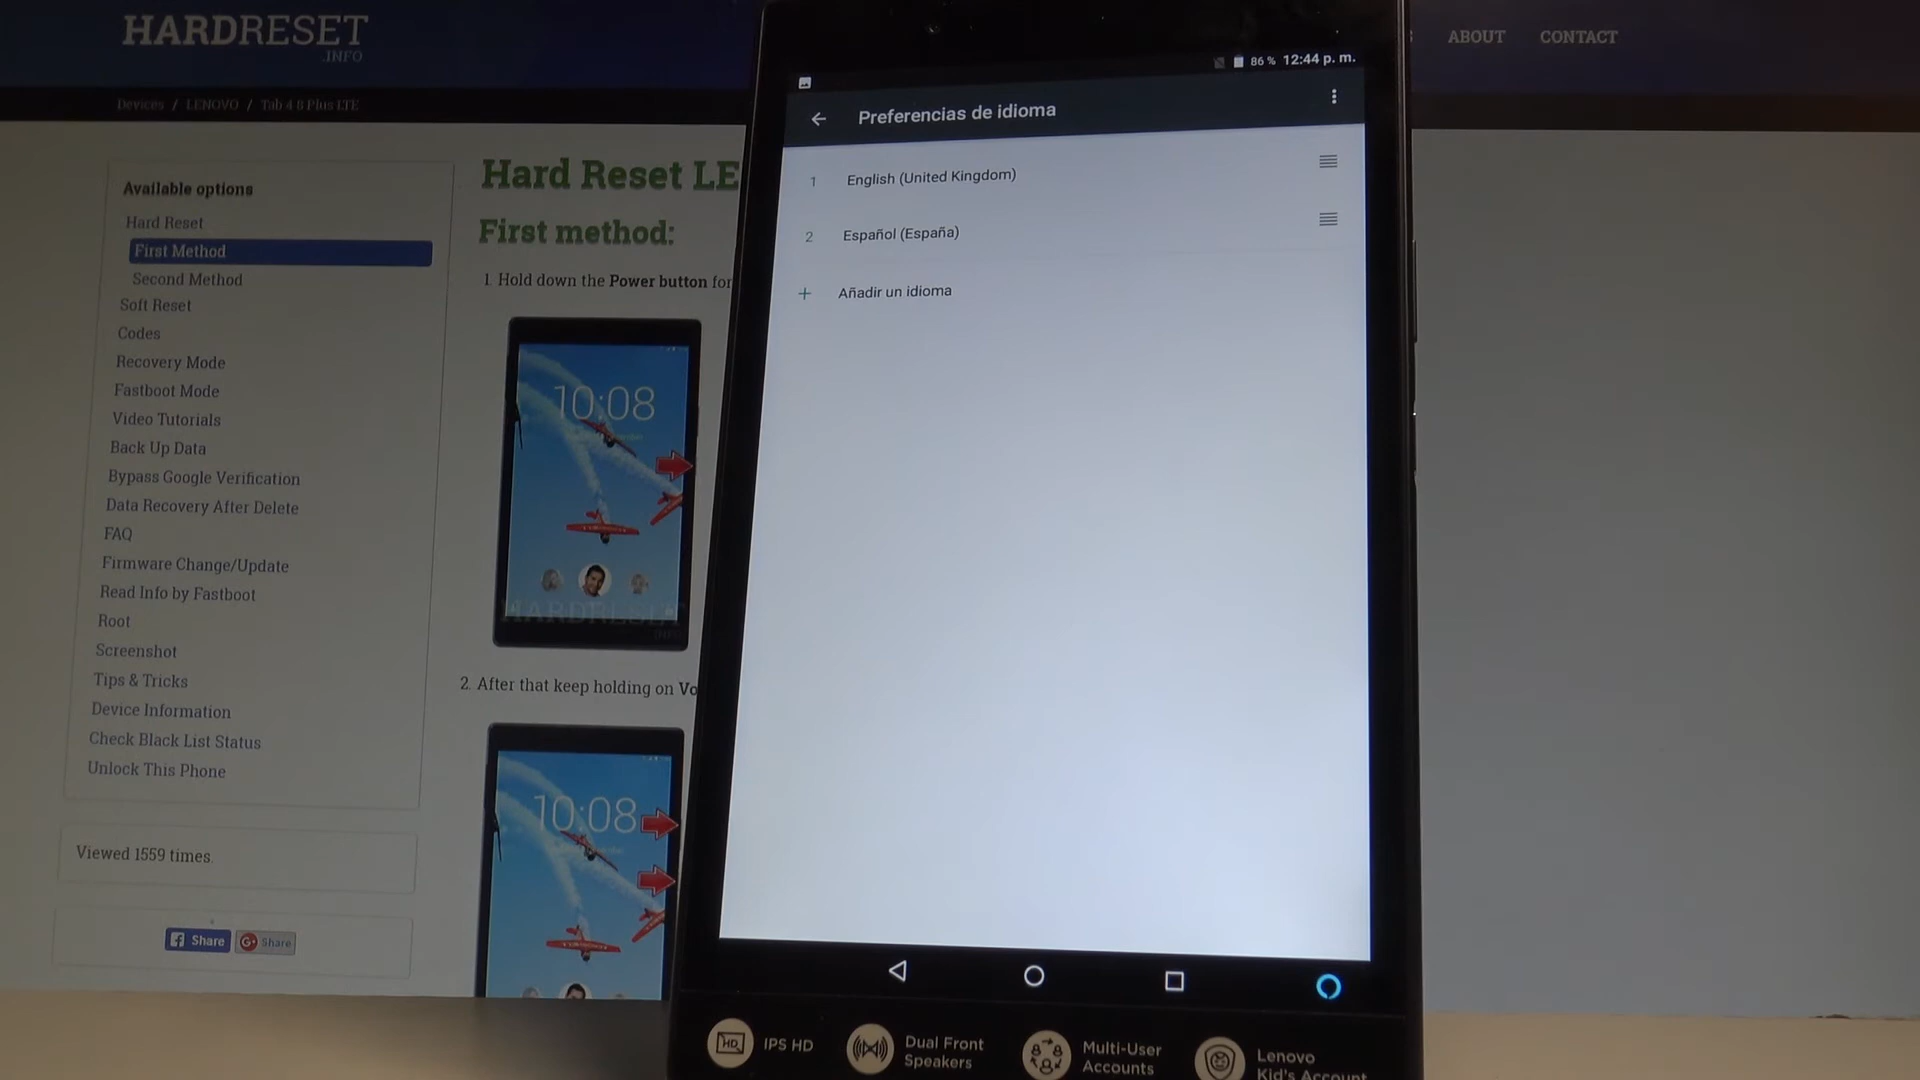 HARDRESET
.INFO
ABOUT
CONTACT
Devices / LENOVO / Tab 4 8 Plus LTE
Available options
Hard Reset
First Method
Second Method
Soft Reset
Codes
Recovery Mode
Fastboot Mode
Video Tutorials
Back Up Data
Bypass Google Verification
Data Recovery After Delete
FAQ
Firmware Change/Update
Read Info by Fastboot
Root
Screenshot
Tips & Tricks
Device Information
Check Black List Status
Unlock This Phone
Viewed 1559 times.
Share
G+ Share
Hard Reset LE
First method:
1. Hold down the Power button for
10:08
HARDRESET
2. After that keep holding on Vo
10:08
86 % 12:44 p. m.
Preferencias de idioma
1 English (United Kingdom)
2 Español (España)
+ Añadir un idioma
HD IPS HD
Dual Front
Speakers
Multi-User
Accounts
Lenovo
Kid's Account